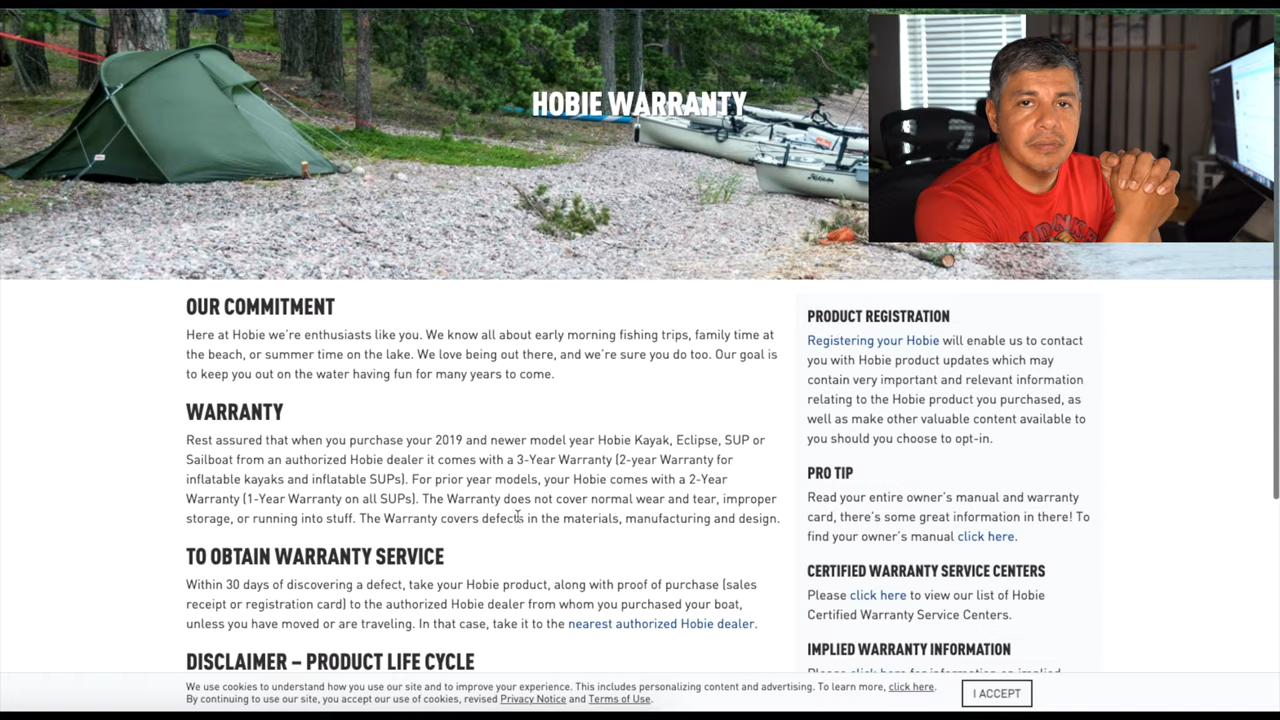 HOBIE WARRANTY
Hobie
OUR COMMITMENT
Here at Hobie we're enthusiasts like you. We know all about early morning fishing trips, family time at
the beach, or summer time on the lake. We love being out there, and we're sure you do too. Our goal is
to keep you out on the water having fun for many years to come.
WARRANTY
Rest assured that when you purchase your 2019 and newer model year Hobie Kayak, Eclipse, SUP or
Sailboat from an authorized Hobie dealer it comes with a 3-Year Warranty (2-year Warranty for
inflatable kayaks and inflatable SUPs). For prior year models, your Hobie comes with a 2-Year
Warranty (1-Year Warranty on all SUPs). The Warranty does not cover normal wear and tear, improper
storage, or running into stuff. The Warranty covers defects in the materials, manufacturing and design.
TO OBTAIN WARRANTY SERVICE
Within 30 days of discovering a defect, take your Hobie product, along with proof of purchase (sales
receipt or registration card) to the authorized Hobie dealer from whom you purchased your boat,
unless you have moved or are traveling. In that case, take it to the nearest authorized Hobie dealer.
DISCLAIMER – PRODUCT LIFE CYCLE
PRODUCT REGISTRATION
Registering your Hobie will enable us to contact
you with Hobie product updates which may
contain very important and relevant information
relating to the Hobie product you purchased, as
well as make other valuable content available to
you should you choose to opt-in.
PRO TIP
Read your entire owner's manual and warranty
card, there's some great information in there! To
find your owner's manual click here.
CERTIFIED WARRANTY SERVICE CENTERS
Please click here to view our list of Hobie
Certified Warranty Service Centers.
IMPLIED WARRANTY INFORMATION
Please click here for information on implied
We use cookies to understand how you use our site and to improve your experience. This includes personalizing content and advertising. To learn more, click here.
By continuing to use our site, you accept our use of cookies, revised Privacy Notice and Terms of Use.
I ACCEPT